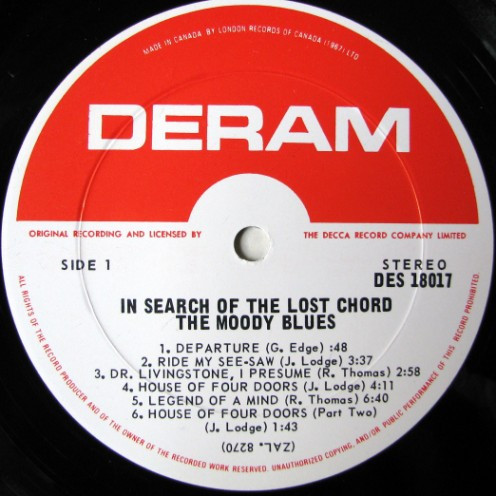 MADE IN CANADA BY LONDON RECORDS OF CANADA (1967) LTD
DERAM
ORIGINAL RECORDING AND LICENSED BY THE DECCA RECORD COMPANY LIMITED
SIDE 1
STEREO
DES 18017
IN SEARCH OF THE LOST CHORD
THE MOODY BLUES
1. DEPARTURE (G. Edge) :48
2. RIDE MY SEE-SAW (J. Lodge) 3:37
3. DR. LIVINGSTONE, I PRESUME (R. Thomas) 2:58
4. HOUSE OF FOUR DOORS (J. Lodge) 4:11
5. LEGEND OF A MIND (R. Thomas) 6:40
6. HOUSE OF FOUR DOORS (Part Two)
(J. Lodge) 1:43
(ZAL. 8270)
ALL RIGHTS OF THE RECORD PRODUCER AND OF THE OWNER OF THE RECORDED WORK RESERVED. UNAUTHORIZED COPYING, AND/OR PUBLIC PERFORMANCE OF THIS RECORD PROHIBITED.